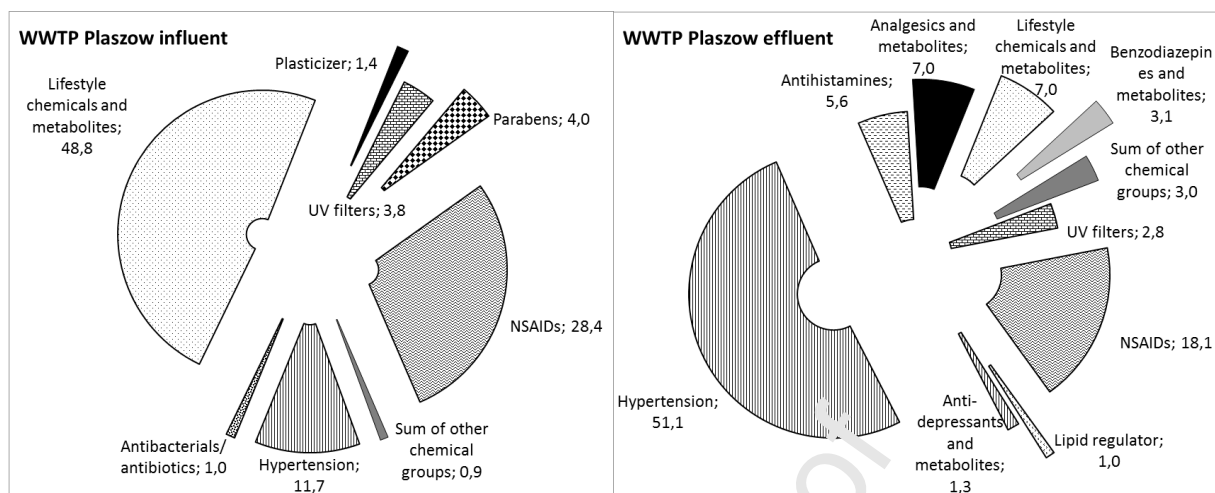 WWTP Plaszow influent
Plasticizer; 1,4
Lifestyle
chemicals and
metabolites;
48,8
Parabens; 4,0
UV filters; 3,8
NSAIDs; 28,4
Antibacterials/
antibiotics; 1,0
Hypertension;
11,7
Sum of other
chemical
groups; 0,9
WWTP Plaszow effluent
Analgesics and
metabolites;
7,0
Lifestyle
chemicals and
metabolites;
7,0
Benzodiazepin
es and
metabolites;
3,1
Antihistamines;
5,6
Sum of other
chemical
groups; 3,0
UV filters; 2,8
NSAIDs; 18,1
Hypertension;
51,1
Anti-
depressants and
metabolites;
1,3
Lipid regulator;
1,0